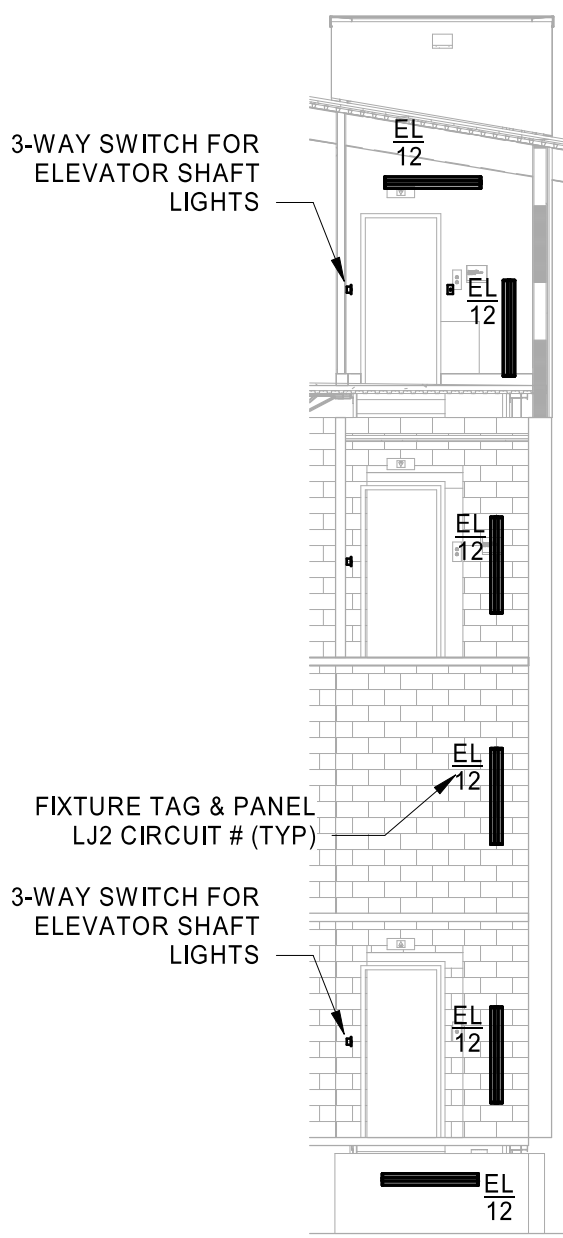 EL
12
3-WAY SWITCH FOR
ELEVATOR SHAFT
LIGHTS
EL
12
EL
12
EL
12
FIXTURE TAG & PANEL
LJ2 CIRCUIT # (TYP)
3-WAY SWITCH FOR
ELEVATOR SHAFT
LIGHTS
EL
12
EL
12